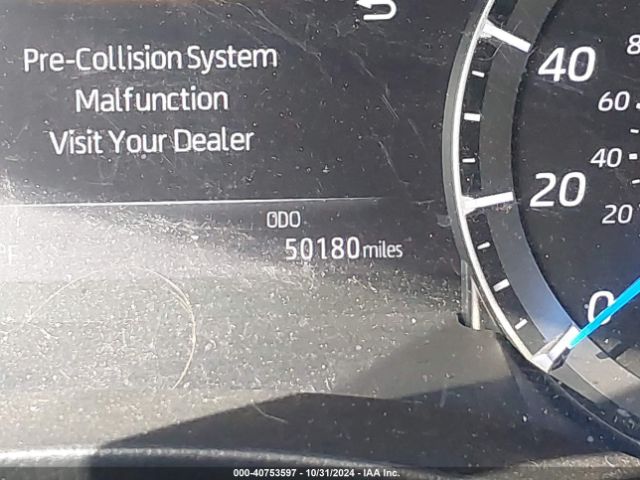 Pre-Collision System
Malfunction
Visit Your Dealer
ODO
50180 miles
40
20
0
80
60
40
20
000-40753597 - 10/31/2024 - IAA Inc.